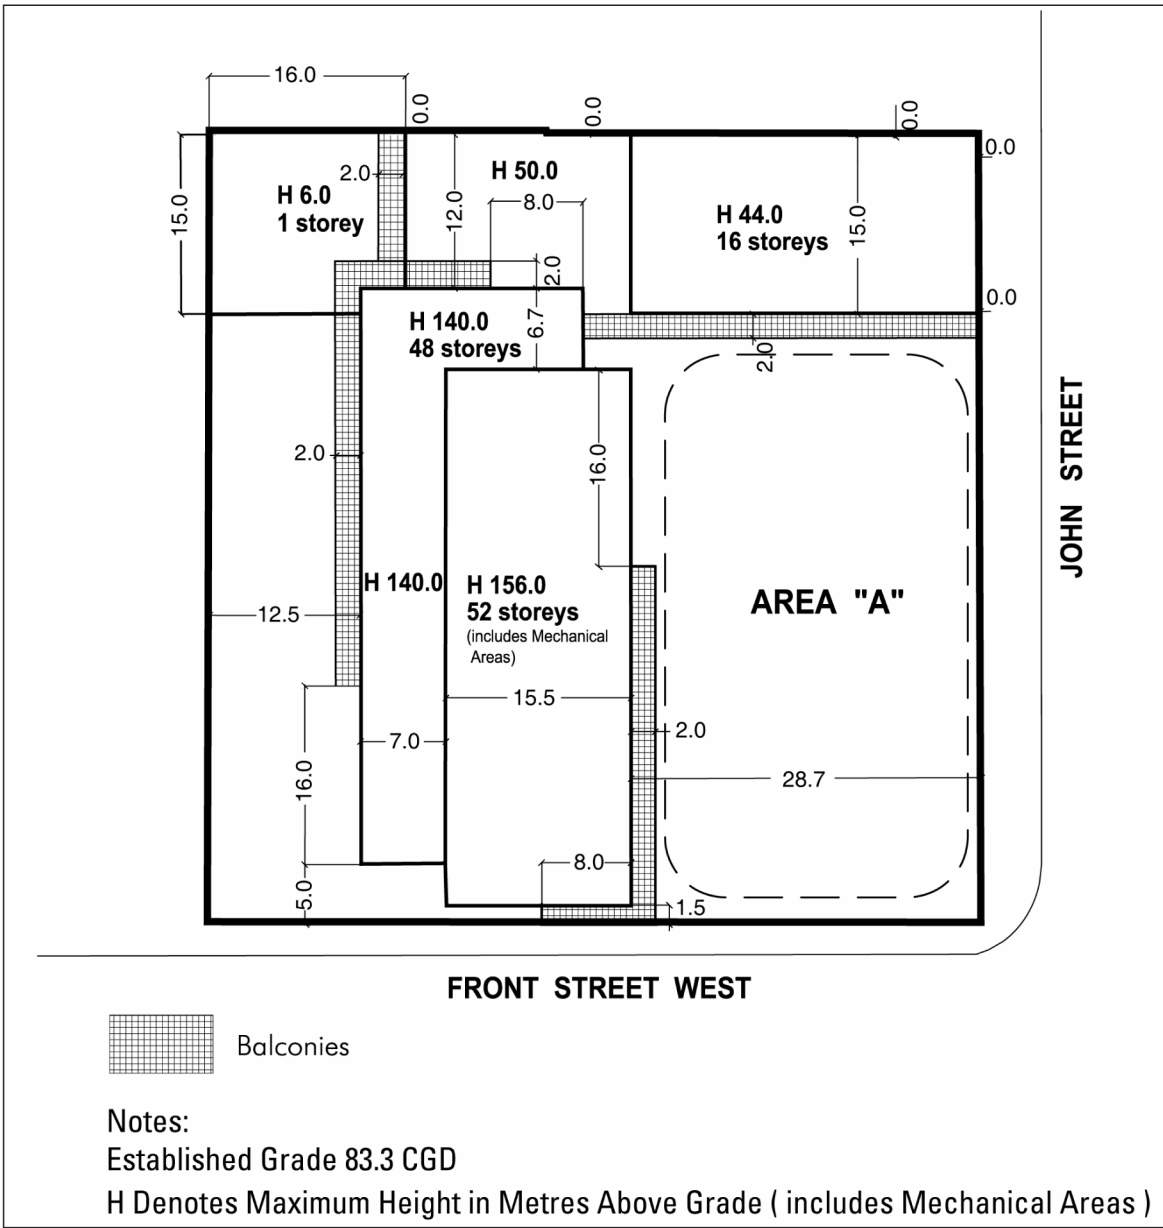 16.0
0.0
0.0
0.0
0.0
H 50.0
2.0
H 6.0
1 storey
15.0
12.0
8.0
H 44.0
16 storeys
15.0
2.0
0.0
H 140.0
48 storeys
6.7
2.0
JOHN STREET
2.0
16.0
H 140.0
H 156.0
52 storeys
(includes Mechanical
Areas)
AREA "A"
12.5
15.5
7.0
2.0
28.7
16.0
8.0
5.0
1.5
FRONT STREET WEST
Balconies
Notes:
Established Grade 83.3 CGD
H Denotes Maximum Height in Metres Above Grade ( includes Mechanical Areas )